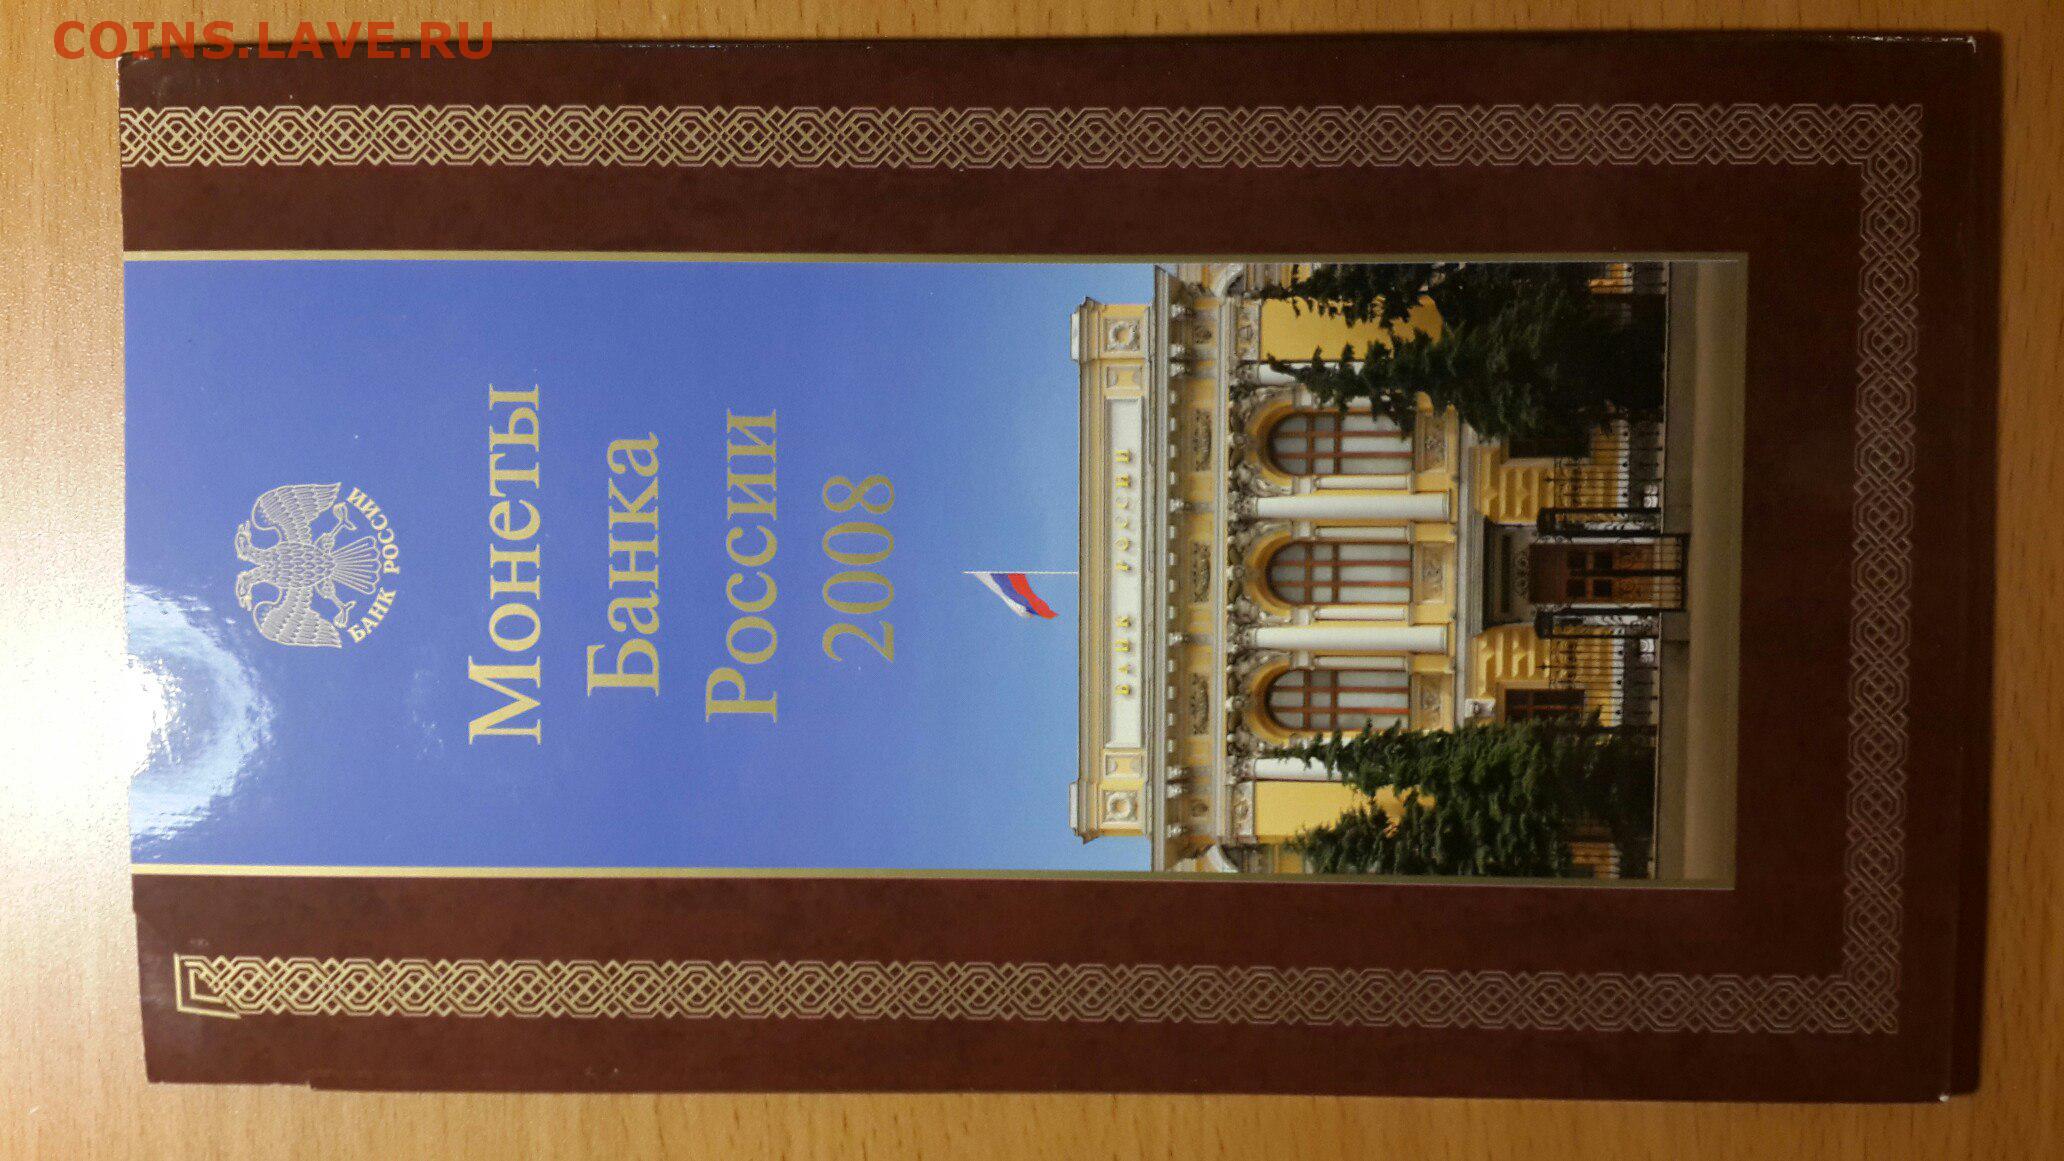 COINS.LAVE.RU
БАНК РОССИИ
Монеты
Банка
России
2008
БАНК РОССИИ